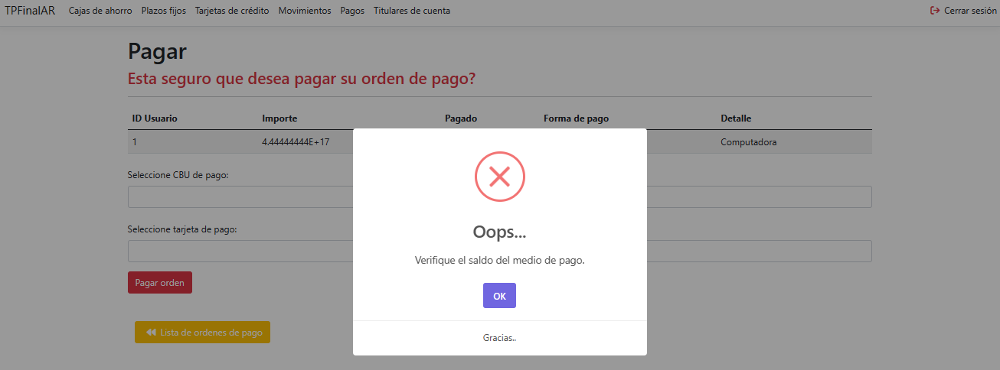 TPFinalAR Cajas de ahorro Plazos fijos Tarjetas de crédito Movimientos Pagos Titulares de cuenta Cerrar sesión
Pagar
Esta seguro que desea pagar su orden de pago?
ID Usuario Importe Pagado Forma de pago Detalle
1 4.44444444E+17 Computadora
Seleccione CBU de pago:
Seleccione tarjeta de pago:
Pagar orden
Lista de ordenes de pago
Oops...
Verifique el saldo del medio de pago.
OK
Gracias..